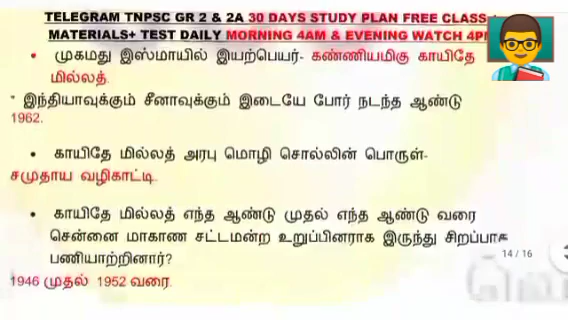 TELEGRAM TNPSC GR 2 & 2A 30 DAYS STUDY PLAN FREE CLASS
MATERIALS+ TEST DAILY MORNING 4AM & EVENING WATCH 4P
• முகமது இஸ்மாயில் இயற்பெயர்- கண்ணியமிகு காயிதே
மில்லத்.
* இந்தியாவுக்கும் சீனாவுக்கும் இடையே போர் நடந்த ஆண்டு
1962.
• காயிதே மில்லத் அரபு மொழி சொல்லின் பொருள்-
சமுதாய வழிகாட்டி.
• காயிதே மில்லத் எந்த ஆண்டு முதல் எந்த ஆண்டு வரை
சென்னை மாகாண சட்டமன்ற உறுப்பினராக இருந்து சிறப்பாக
பணியாற்றினார்?
14 / 16
1946 முதல் 1952 வரை.